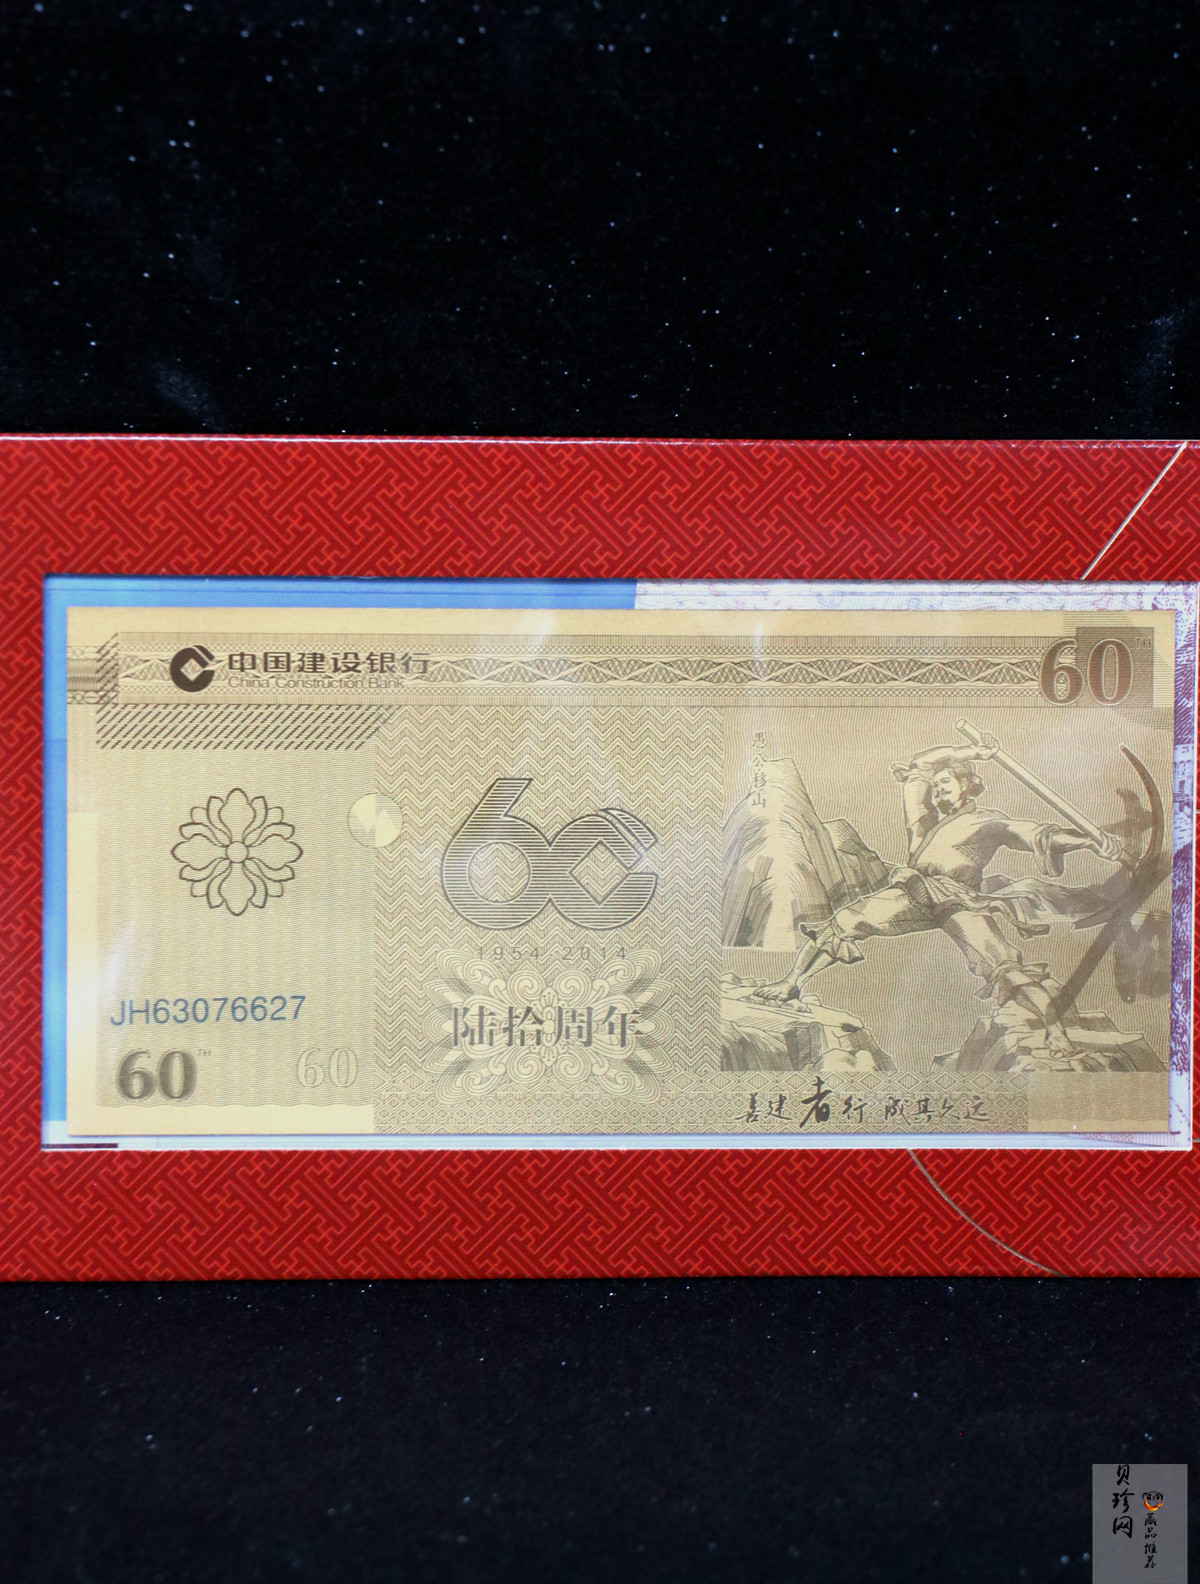 中国建设银行
China Construction Bank
60TH
愚公移山
60
1954-2014
陆拾周年
JH63076627
60TH
60
善建者行 成其久远
贝珍网
藏品推荐